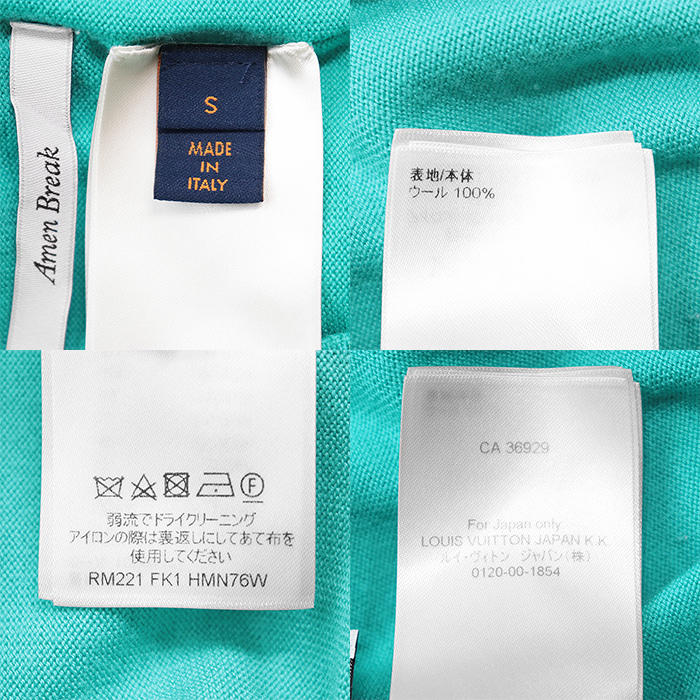 Amen Break
S
MADE
IN
ITALY
表地/本体
ウール 100%
F
弱流でドライクリーニング
アイロンの際は裏返しにしてあて布を
使用してください
RM221 FK1 HMN76W
CA 36929
For Japan only
LOUIS VUITTON JAPAN K.K.
ルイ・ヴィトン ジャパン(株)
0120-00-1854